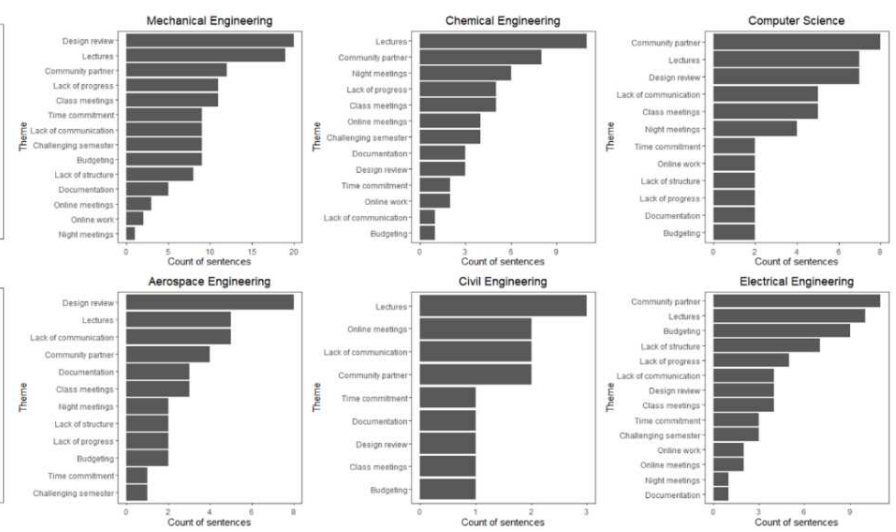 Mechanical Engineering
Theme
Design review
Lectures
Community partner
Lack of progress
Class meetings
Time commitment
Lack of communication
Challenging semester
Budgeting
Lack of structure
Documentation
Online meetings
Online work
Night meetings
0 5 10 15 20
Count of sentences
Chemical Engineering
Theme
Lectures
Community partner
Night meetings
Lack of progress
Class meetings
Online meetings
Challenging semester
Documentation
Design review
Time commitment
Online work
Lack of communication
Budgeting
0 3 6 9
Count of sentences
Computer Science
Theme
Community partner
Lectures
Design review
Lack of communication
Class meetings
Night meetings
Time commitment
Online work
Lack of structure
Lack of progress
Documentation
Budgeting
0 2 4 6 8
Count of sentences
Aerospace Engineering
Theme
Design review
Lectures
Lack of communication
Community partner
Documentation
Class meetings
Night meetings
Lack of structure
Lack of progress
Budgeting
Time commitment
Challenging semester
0 2 4 6 8
Count of sentences
Civil Engineering
Theme
Lectures
Online meetings
Lack of communication
Community partner
Time commitment
Documentation
Design review
Class meetings
Budgeting
0 1 2 3
Count of sentences
Electrical Engineering
Theme
Community partner
Lectures
Budgeting
Lack of structure
Lack of progress
Lack of communication
Design review
Class meetings
Time commitment
Challenging semester
Online work
Online meetings
Night meetings
Documentation
0 3 6 9
Count of sentences